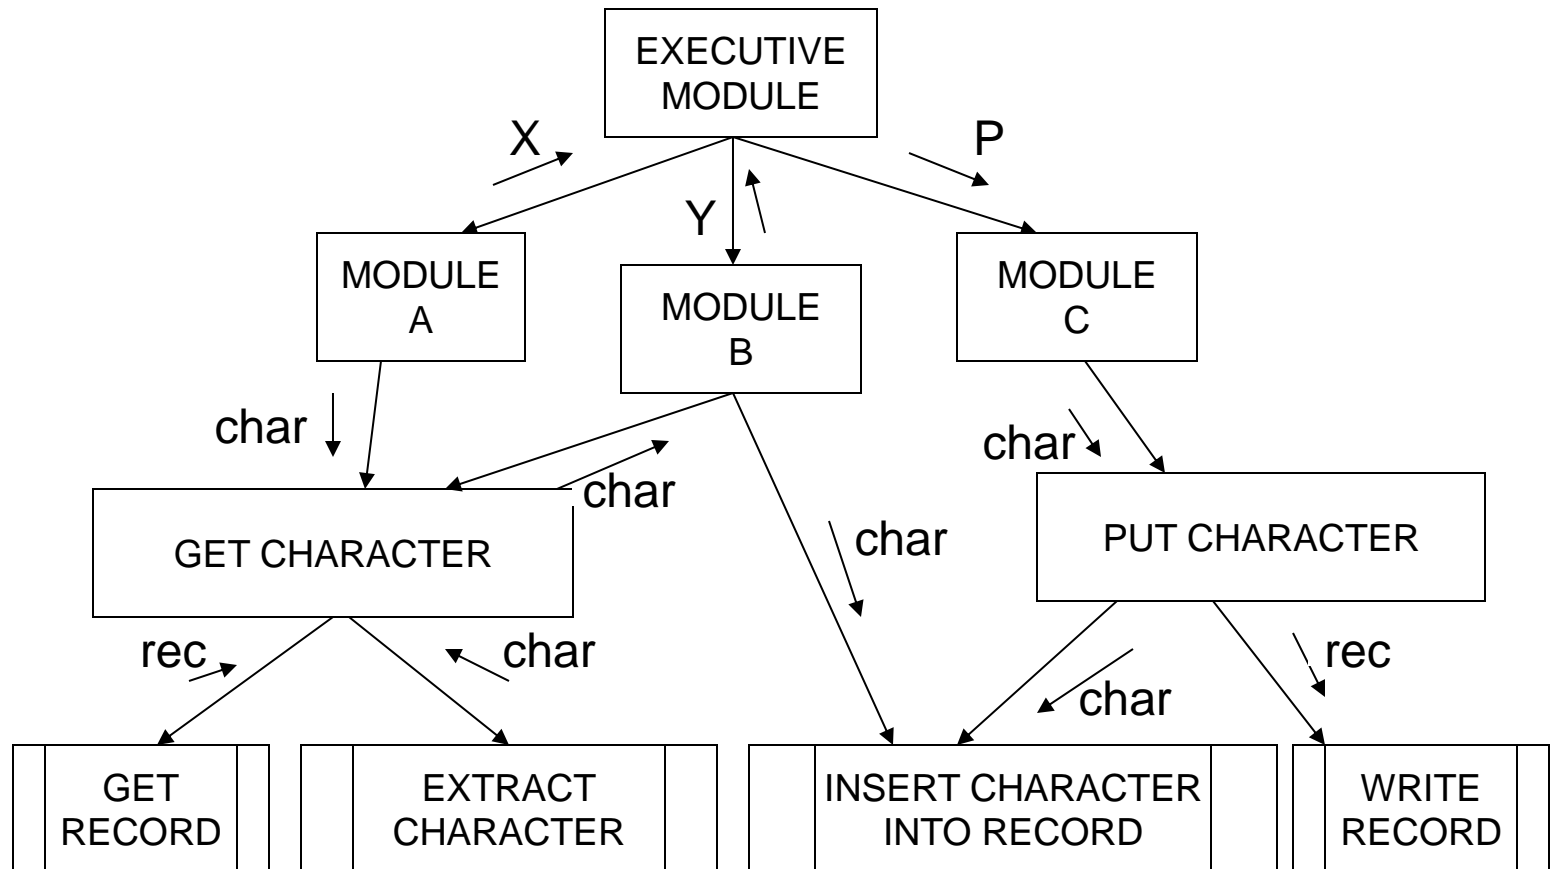 EXECUTIVE
MODULE
X
P
Y
MODULE
A
MODULE
B
MODULE
C
char
char
char
char
GET CHARACTER
PUT CHARACTER
rec
char
char
rec
GET
RECORD
EXTRACT
CHARACTER
INSERT CHARACTER
INTO RECORD
WRITE
RECORD